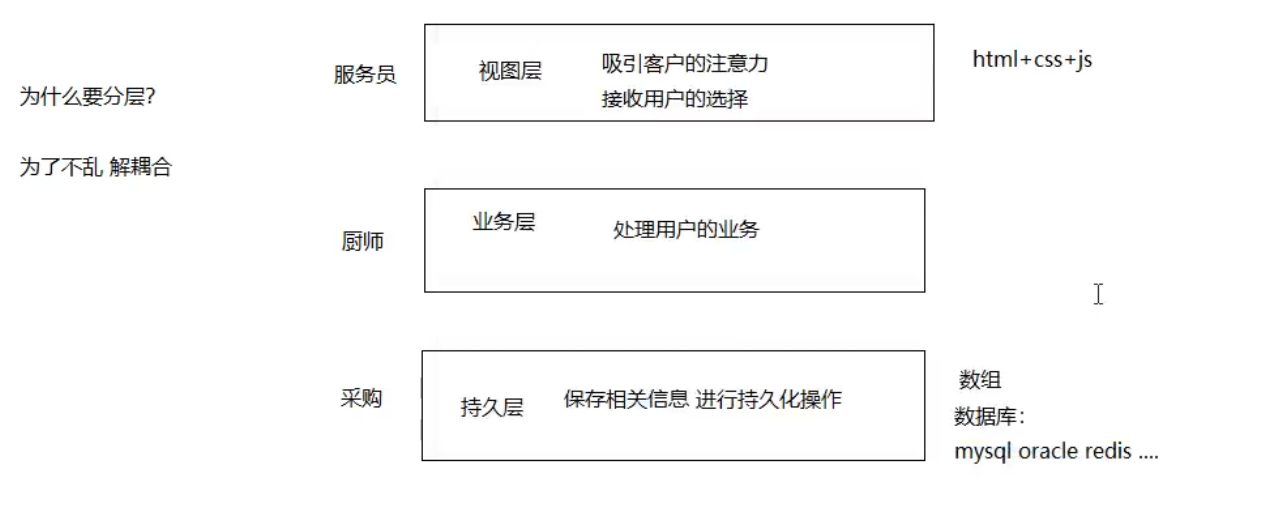 为什么要分层？
为了不乱 解耦合
服务员
视图层
吸引客户的注意力
接收用户的选择
html+css+js
厨师
业务层
处理用户的业务
采购
持久层
保存相关信息 进行持久化操作
数组
数据库：
mysql oracle redis ....